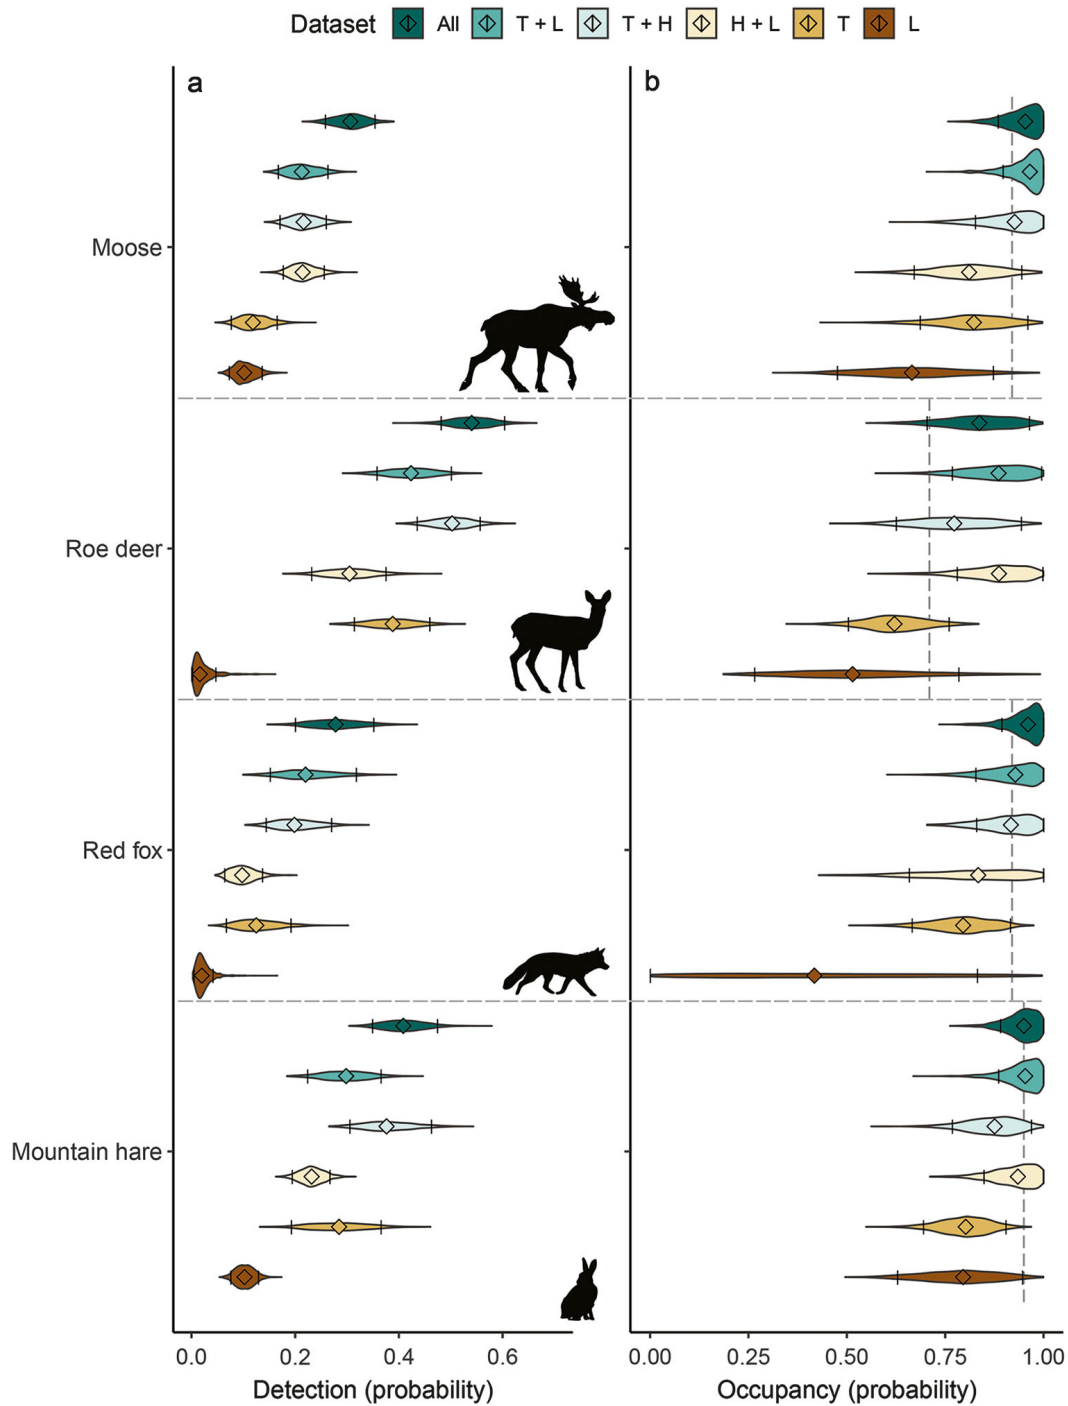 Dataset All T + L T + H H + L T L
a b
Moose
Roe deer
Red fox
Mountain hare
0.0 0.2 0.4 0.6 0.00 0.25 0.50 0.75 1.00
Detection (probability) Occupancy (probability)